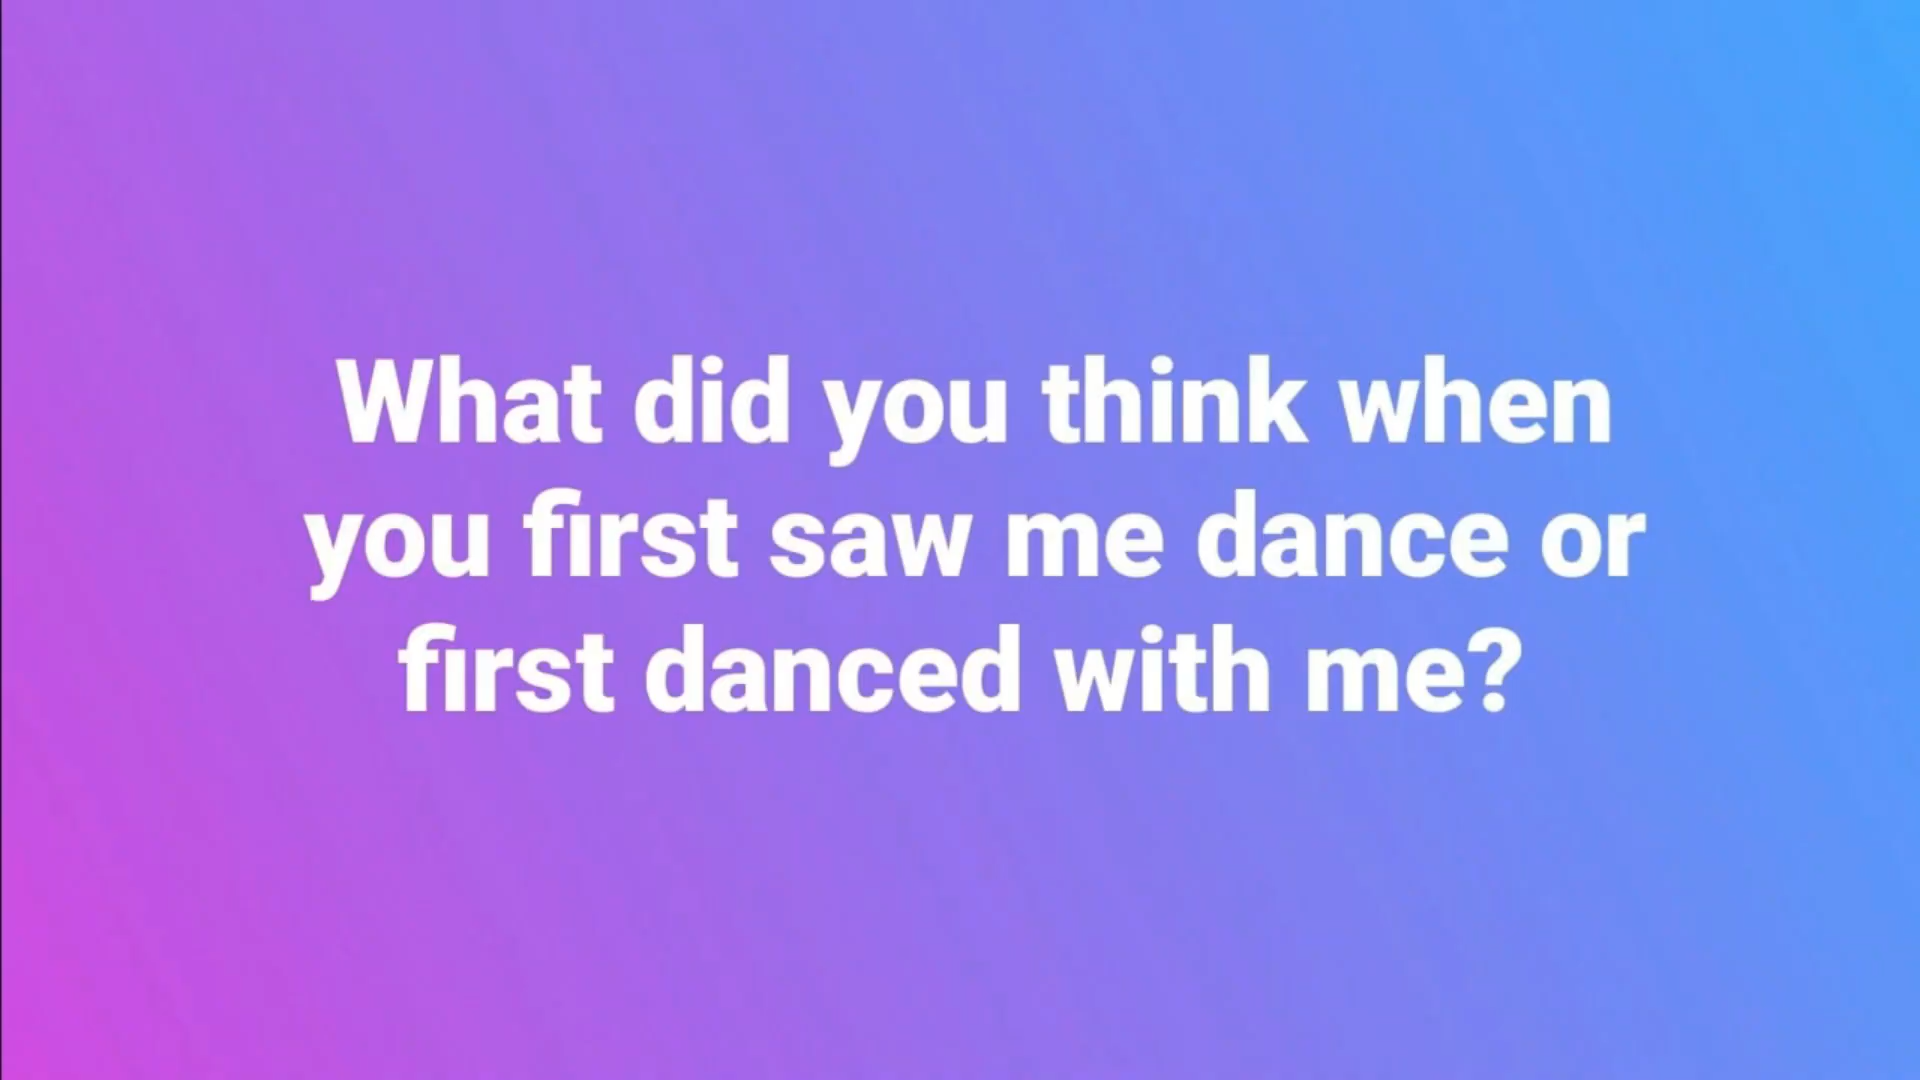 What did you think when
you first saw me dance or
first danced with me?